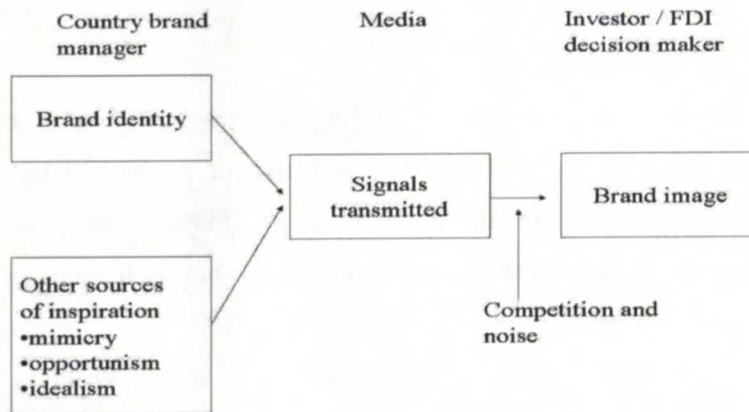 Country brand
manager
Media
Investor / FDI
decision maker
Brand identity
Signals
transmitted
Brand image
Other sources
of inspiration
•mimicry
•opportunism
•idealism
Competition and
noise